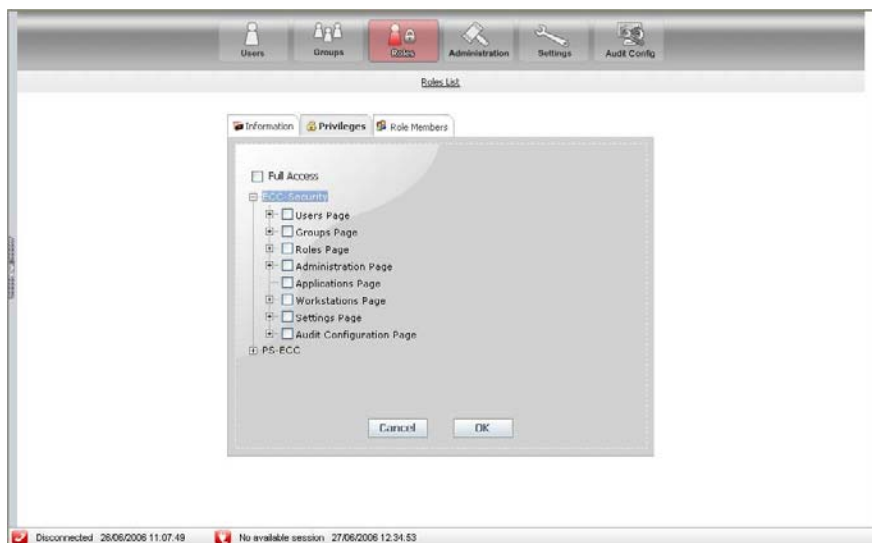 Users Groups Roles Administration Settings Audit Config
Roles List
Information Privileges Role Members
Full Access
ECC-Security
Users Page
Groups Page
Roles Page
Administration Page
Applications Page
Workstations Page
Settings Page
Audit Configuration Page
PS-ECC
Cancel OK
Disconnected 26/06/2006 11.07.49 No available session 27/06/2006 12.34.53